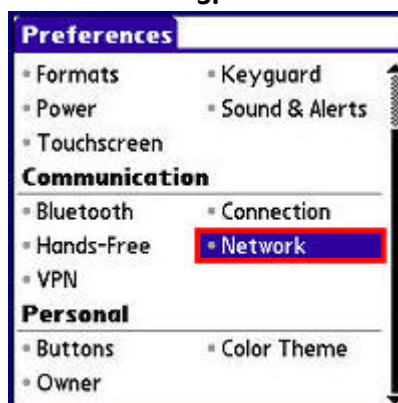 Preferences
Formats Keyguard
Power Sound & Alerts
Touchscreen
Communication
Bluetooth Connection
Hands-Free Network
VPN
Personal
Buttons Color Theme
Owner